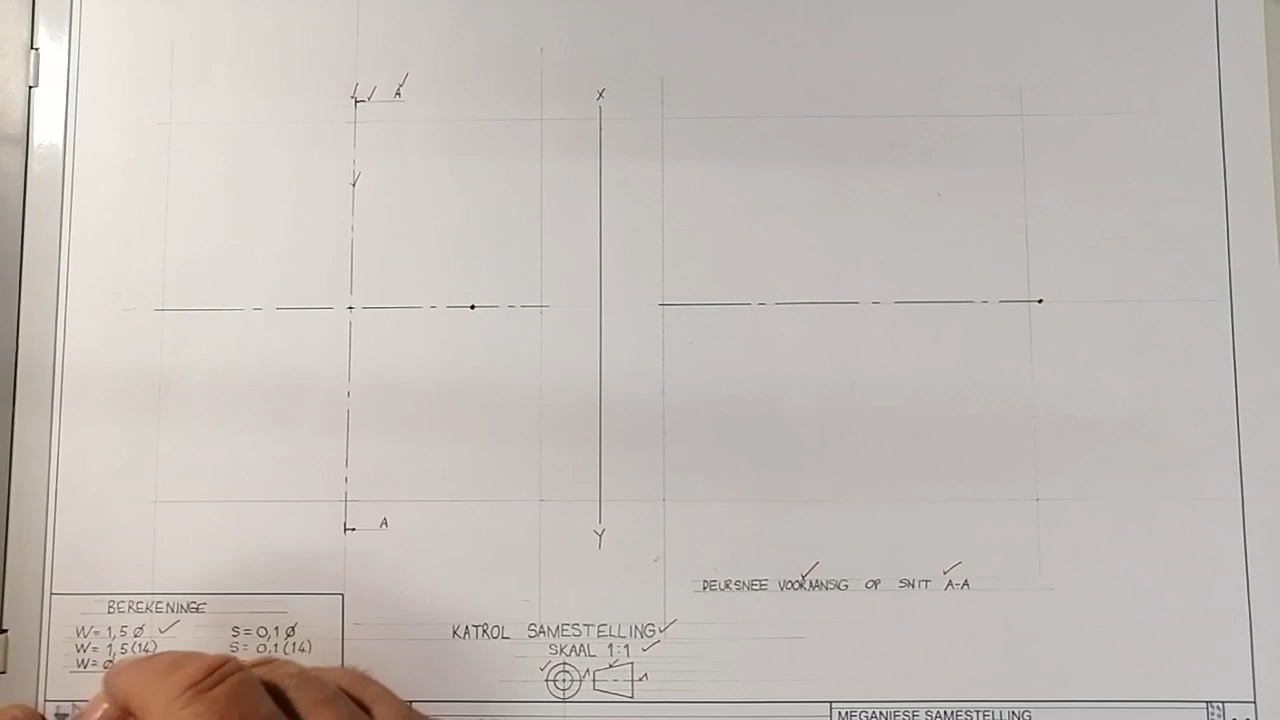 A
X
A
Y
DEURSNEE VOORAANSIG OP SNIT A-A
BEREKENINGE
W= 1,5 Ø
S = 0,1 Ø
W= 1,5(14)
S= 0,1(14)
W= Ø
KATROL SAMESTELLING
SKAAL 1:1
MEGANIESE SAMESTELLING